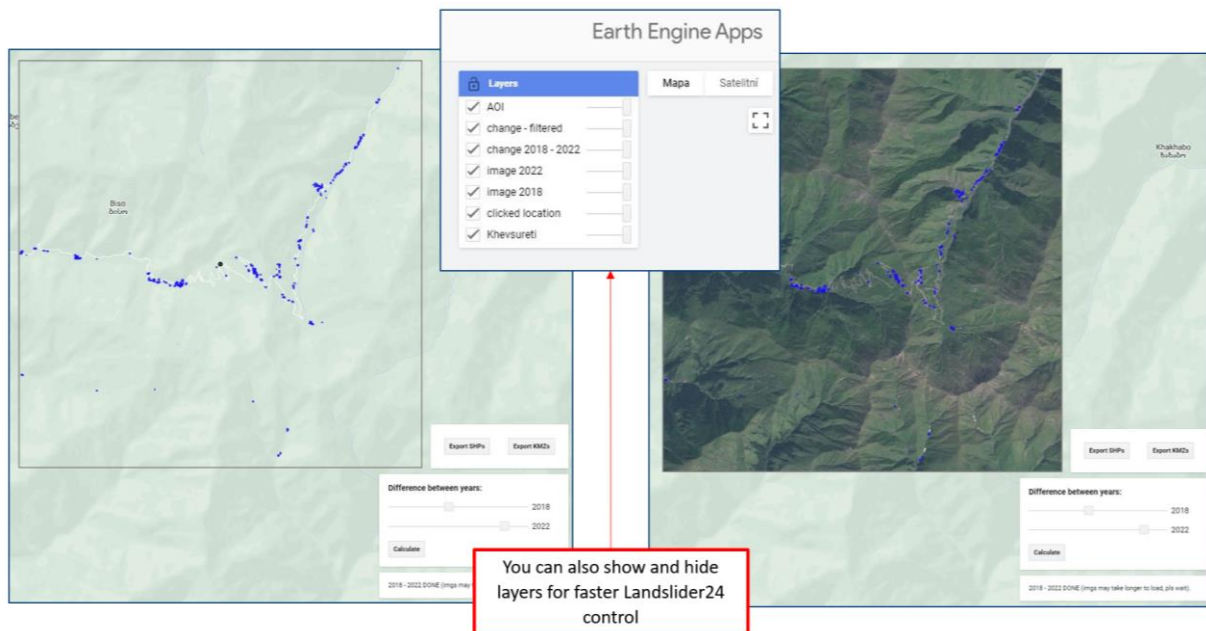 Earth Engine Apps
Layers
AOI
change - filtered
change 2018 - 2022
image 2022
image 2018
clicked location
Khevsureti
Mapa
Satelitní
Biso
ბისო
Khakhabo
ხახაბო
Export SHPs
Export KMZs
Difference between years:
2018
2022
Calculate
2018 - 2022 DONE (imgs may
Export SHPs
Export KMZs
Difference between years:
2018
2022
Calculate
2018 - 2022 DONE (imgs may take longer to load, pls wait).
You can also show and hide
layers for faster Landslider24
control